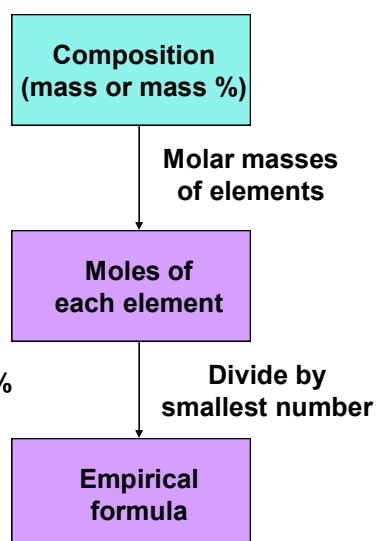 Composition
(mass or mass %)
Molar masses
of elements
Moles of
each element
%
Divide by
smallest number
Empirical
formula